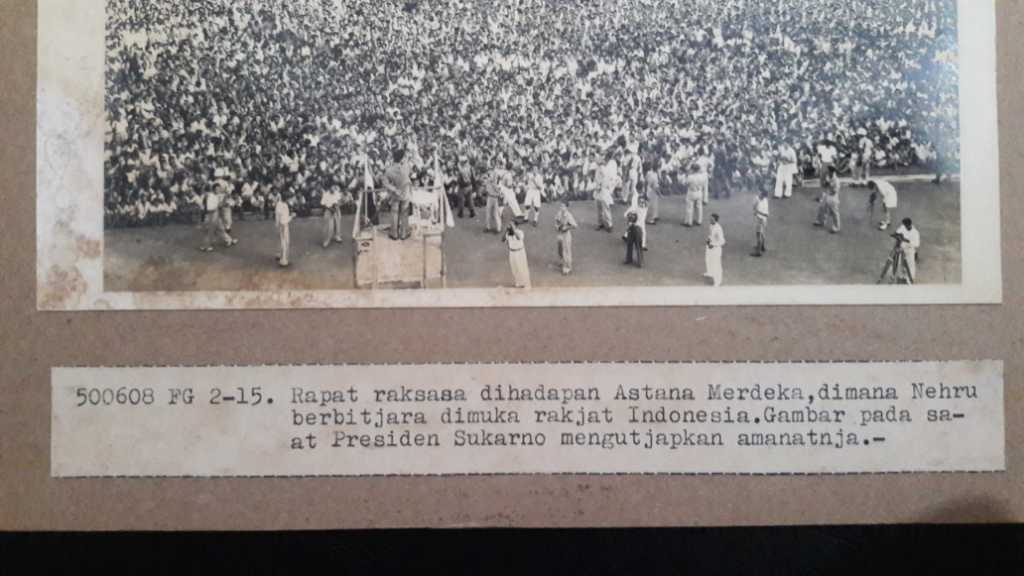 500608 FG 2-15. Rapat raksasa dihadapan Astana Merdeka,dimana Nehru
berbitjara dimuka rakjat Indonesia.Gambar pada sa-
at Presiden Sukarno mengutjapkan amanatnja.-